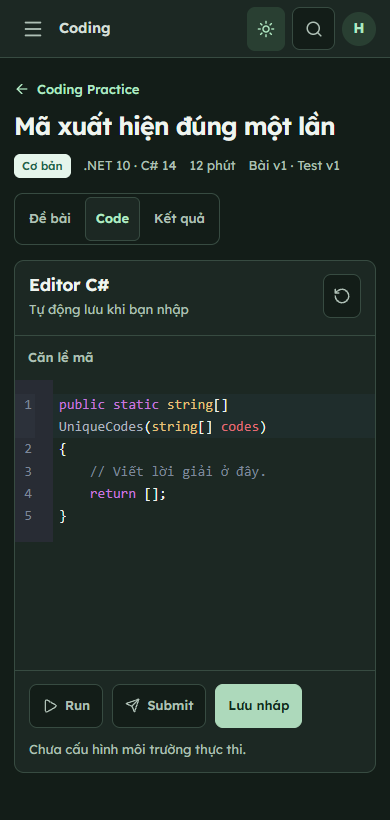 Coding
H
Coding Practice
Mã xuất hiện đúng một lần
Cơ bản .NET 10 · C# 14 12 phút Bài v1 · Test v1
Đề bài Code Kết quả
Editor C#
Tự động lưu khi bạn nhập
Căn lề mã
1 public static string[]
UniqueCodes(string[] codes)
2 {
3 // Viết lời giải ở đây.
4 return [];
5 }
Run Submit Lưu nháp
Chưa cấu hình môi trường thực thi.